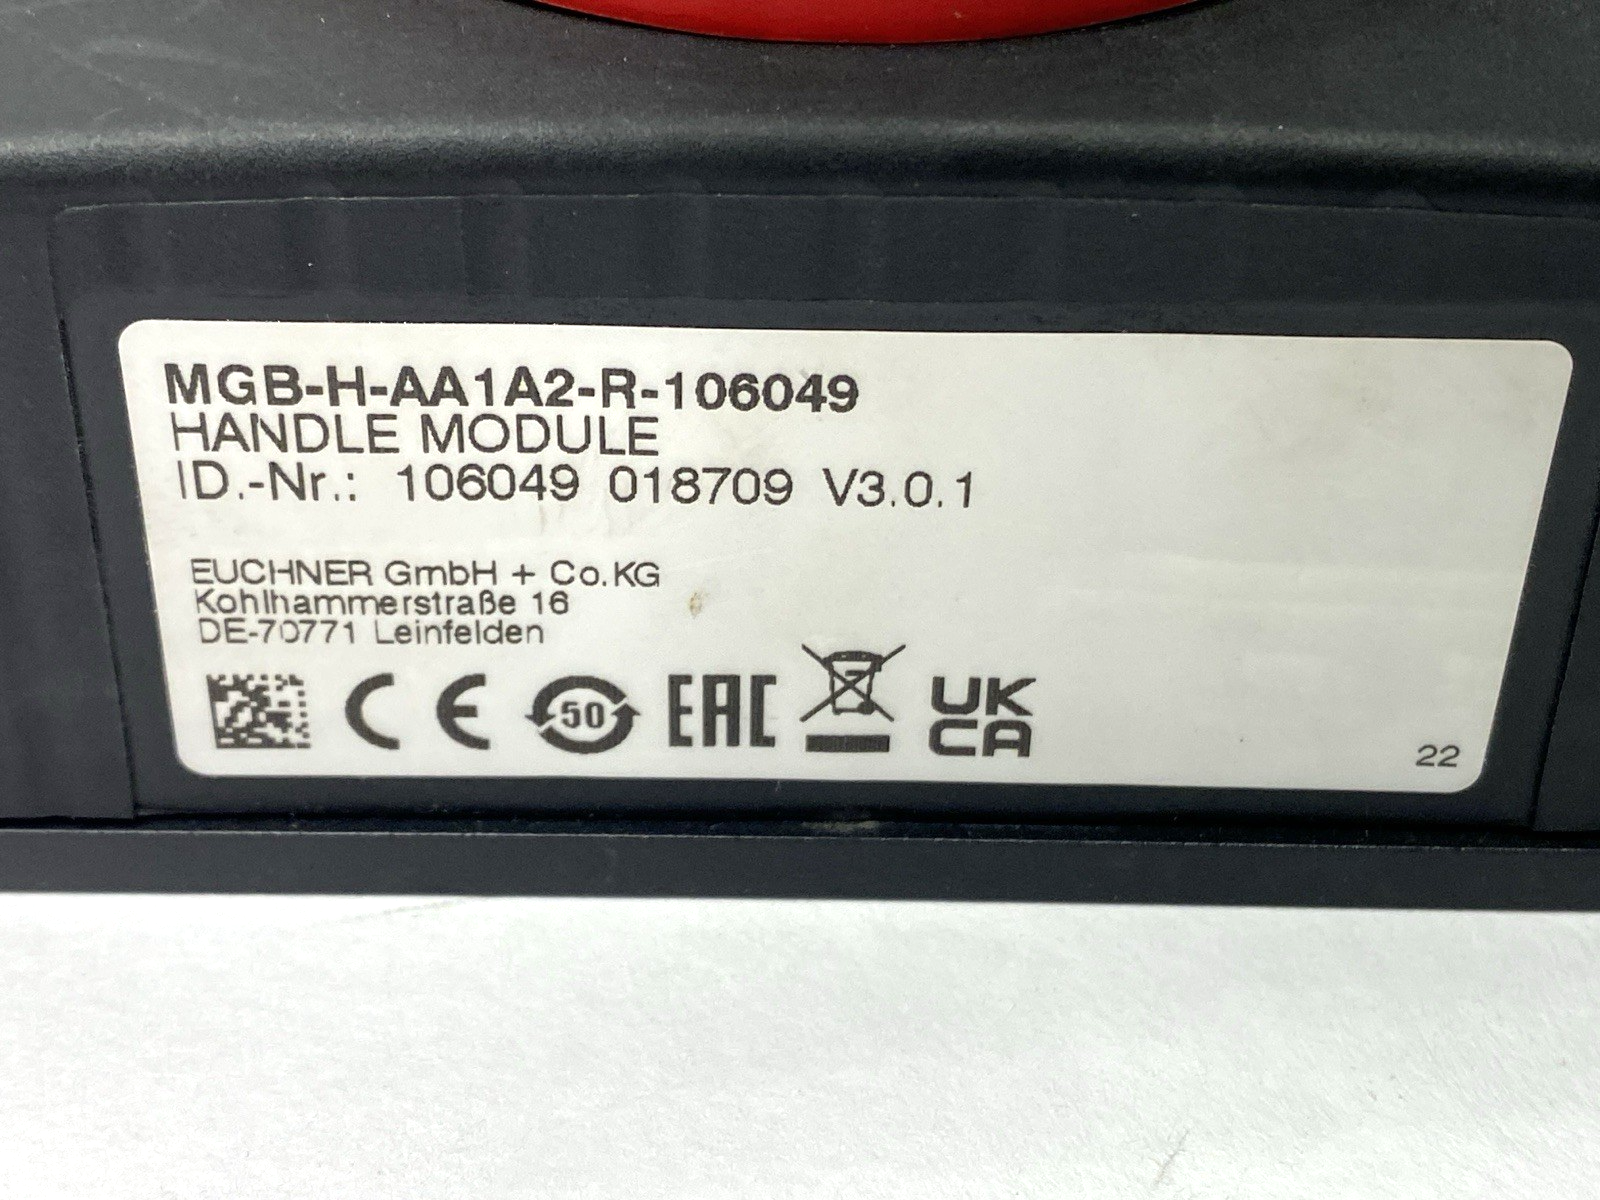 MGB-H-AA1A2-R-106049
HANDLE MODULE
ID.-Nr.: 106049 018709 V3.0.1
EUCHNER GmbH + Co.KG
Kohlhammerstraße 16
DE-70771 Leinfelden
CE 50 EAC UK
CA
22